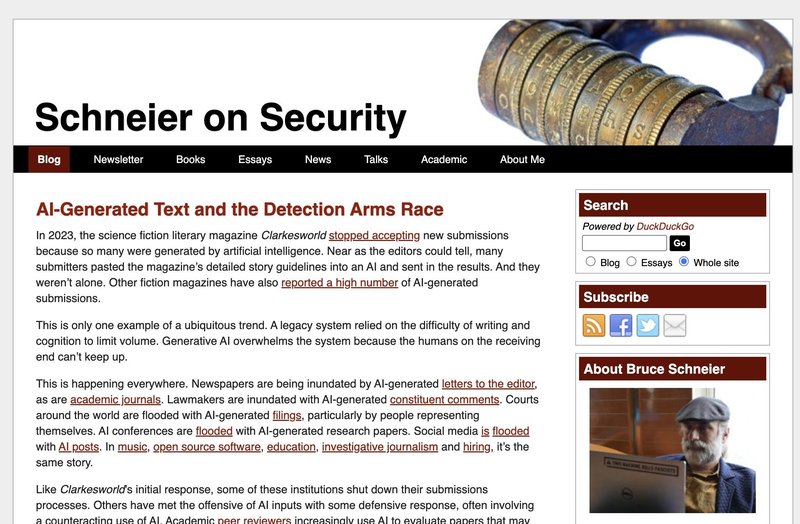 Schneier on Security
Blog
Newsletter
Books
Essays
News
Talks
Academic
About Me
AI-Generated Text and the Detection Arms Race
In 2023, the science fiction literary magazine Clarkesworld stopped accepting new submissions
because so many were generated by artificial intelligence. Near as the editors could tell, many
submitters pasted the magazine's detailed story guidelines into an AI and sent in the results. And they
weren't alone. Other fiction magazines have also reported a high number of AI-generated
submissions.
This is only one example of a ubiquitous trend. A legacy system relied on the difficulty of writing and
cognition to limit volume. Generative AI overwhelms the system because the humans on the receiving
end can't keep up.
This is happening everywhere. Newspapers are being inundated by AI-generated letters to the editor,
as are academic journals. Lawmakers are inundated with AI-generated constituent comments. Courts
around the world are flooded with AI-generated filings, particularly by people representing
themselves. AI conferences are flooded with AI-generated research papers. Social media is flooded
with AI posts. In music, open source software, education, investigative journalism and hiring, it's the
same story.
Like Clarkesworld's initial response, some of these institutions shut down their submissions
processes. Others have met the offensive of AI inputs with some defensive response, often involving
a counteracting use of AI. Academic peer reviewers increasingly use AI to evaluate papers that may
Search
Powered by DuckDuckGo
Go
Blog
Essays
Whole site
Subscribe
About Bruce Schneier
THIS MACHINE KILLS FASCISTS
DELL